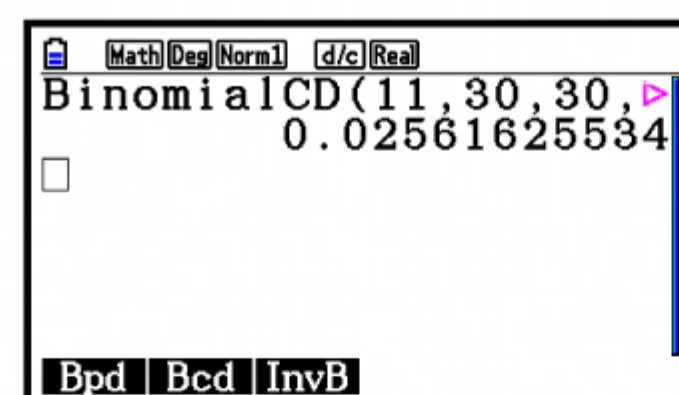 Math Deg Norm1 d/c Real
BinomialCD(11,30,30,
0.02561625534
Bpd Bcd InvB